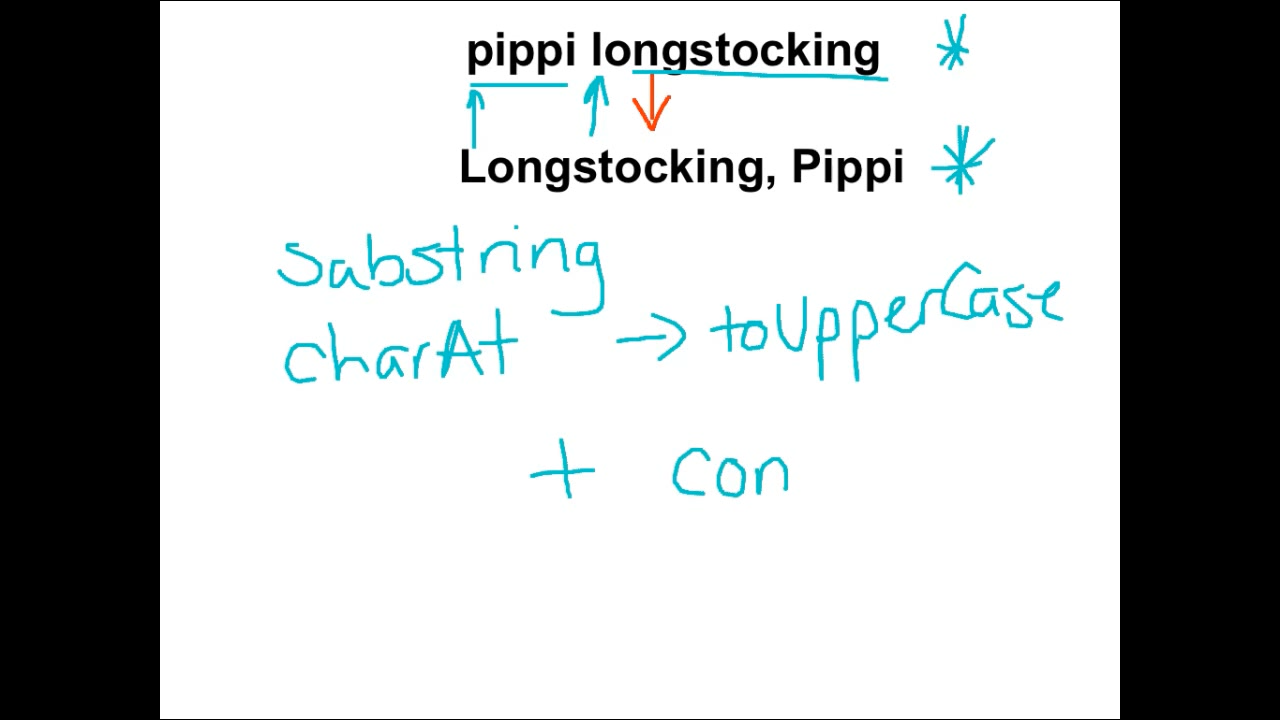 pippi longstocking
Longstocking, Pippi
substring
charAt → toUpperCase
+ con